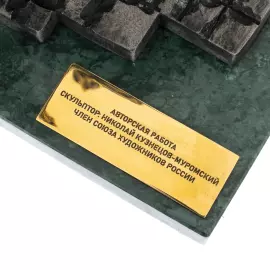 АВТОРСКАЯ РАБОТА
СКУЛЬПТОР: НИКОЛАЙ КУЗНЕЦОВ-МУРОМСКИЙ
ЧЛЕН СОЮЗА ХУДОЖНИКОВ РОССИИ